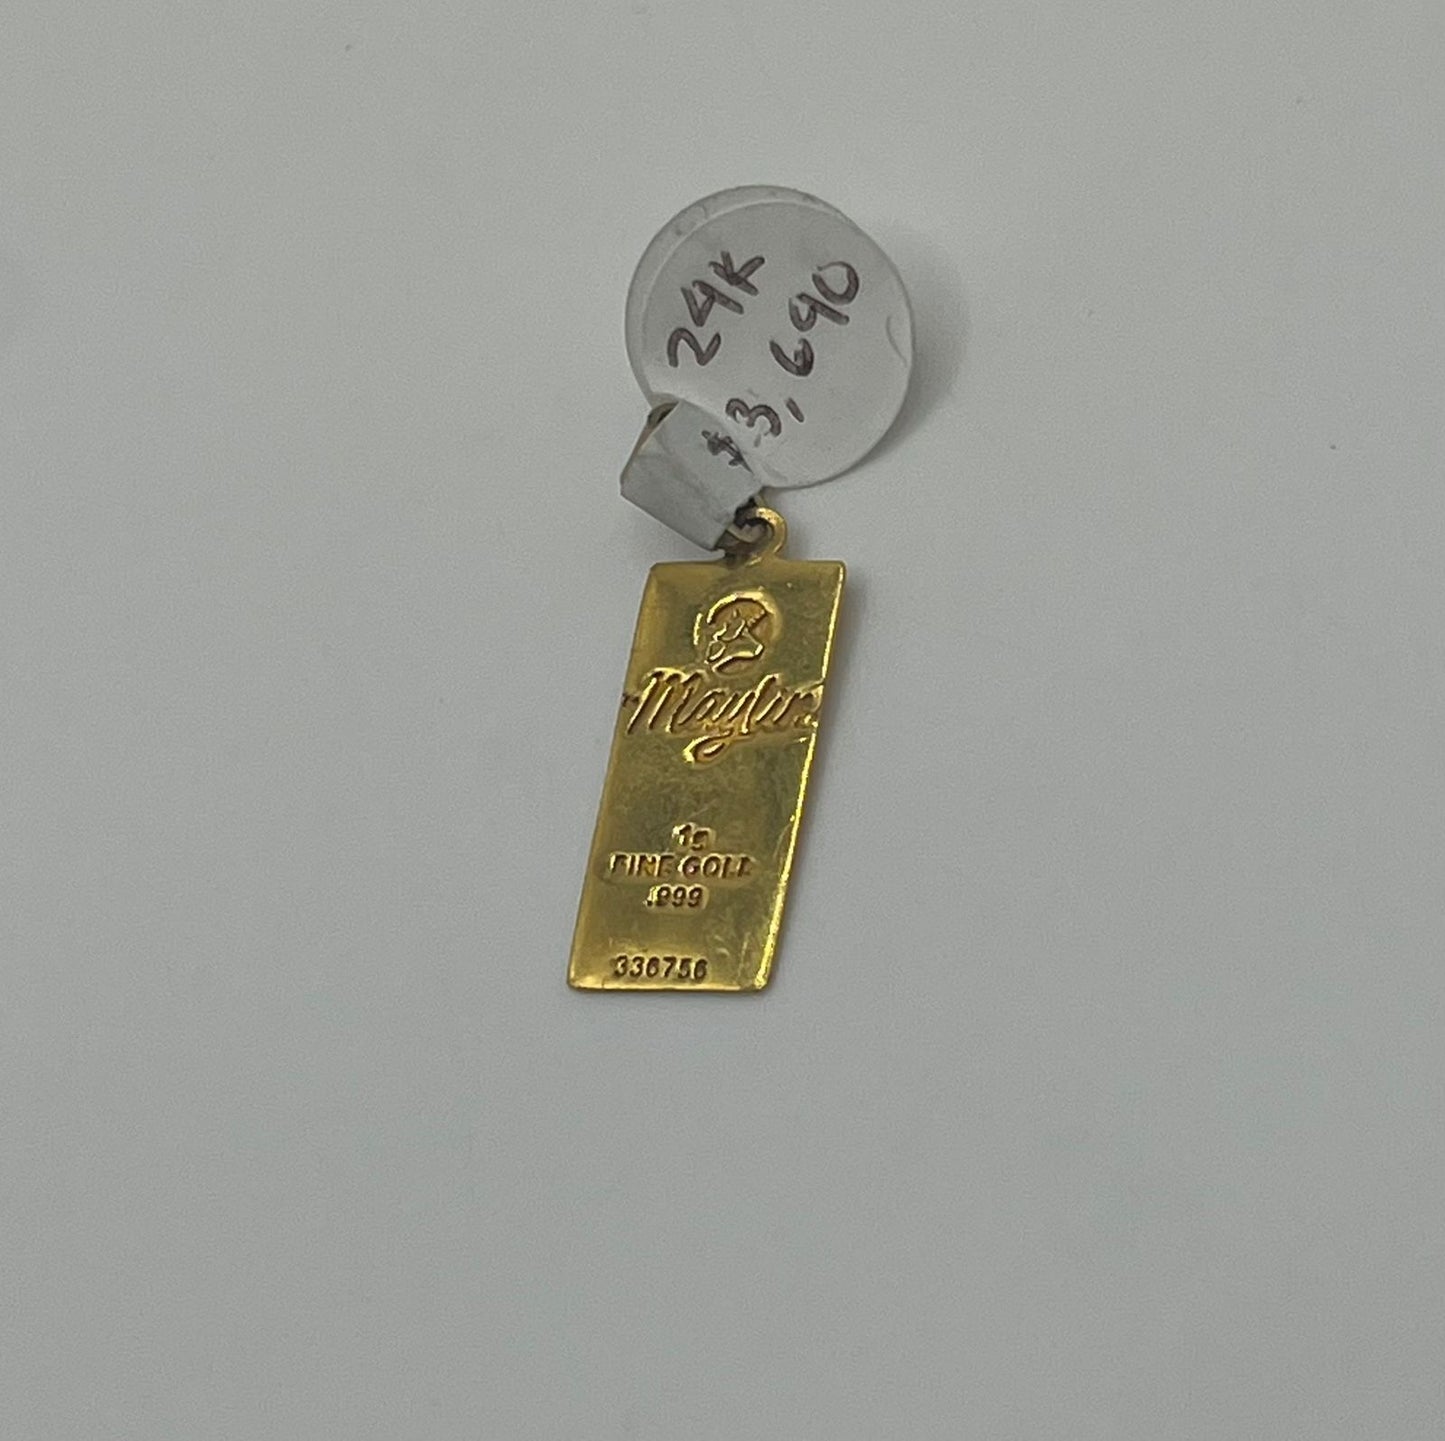 24K
$3,690
Maylin
1g
FINE GOLD
.999
336756